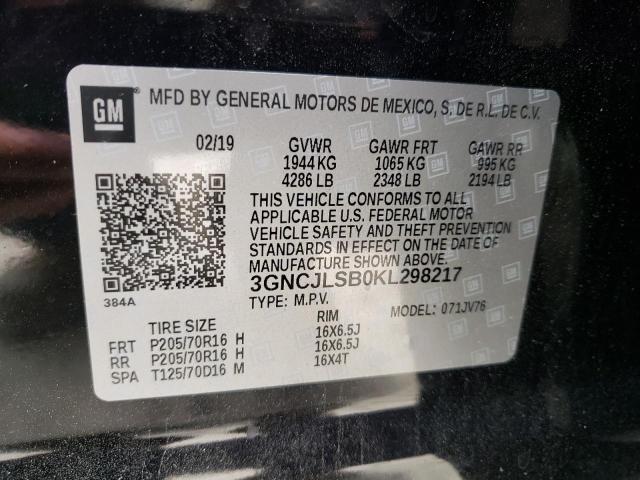 GM MFD BY GENERAL MOTORS DE MEXICO, S. DE R.L. DE C.V.
02/19 GVWR GAWR FRT GAWR RR
1944 KG 1065 KG 995 KG
4286 LB 2348 LB 2194 LB
THIS VEHICLE CONFORMS TO ALL
APPLICABLE U.S. FEDERAL MOTOR
VEHICLE SAFETY AND THEFT PREVENTION
STANDARDS IN EFFECT ON THE DATE OF
MANUFACTURE SHOWN ABOVE.
3GNCJLSB0KL298217
384A TYPE: M.P.V. MODEL: 071JV76
TIRE SIZE RIM
FRT P205/70R16 H 16X6.5J
RR P205/70R16 H 16X6.5J
SPA T125/70D16 M 16X4T